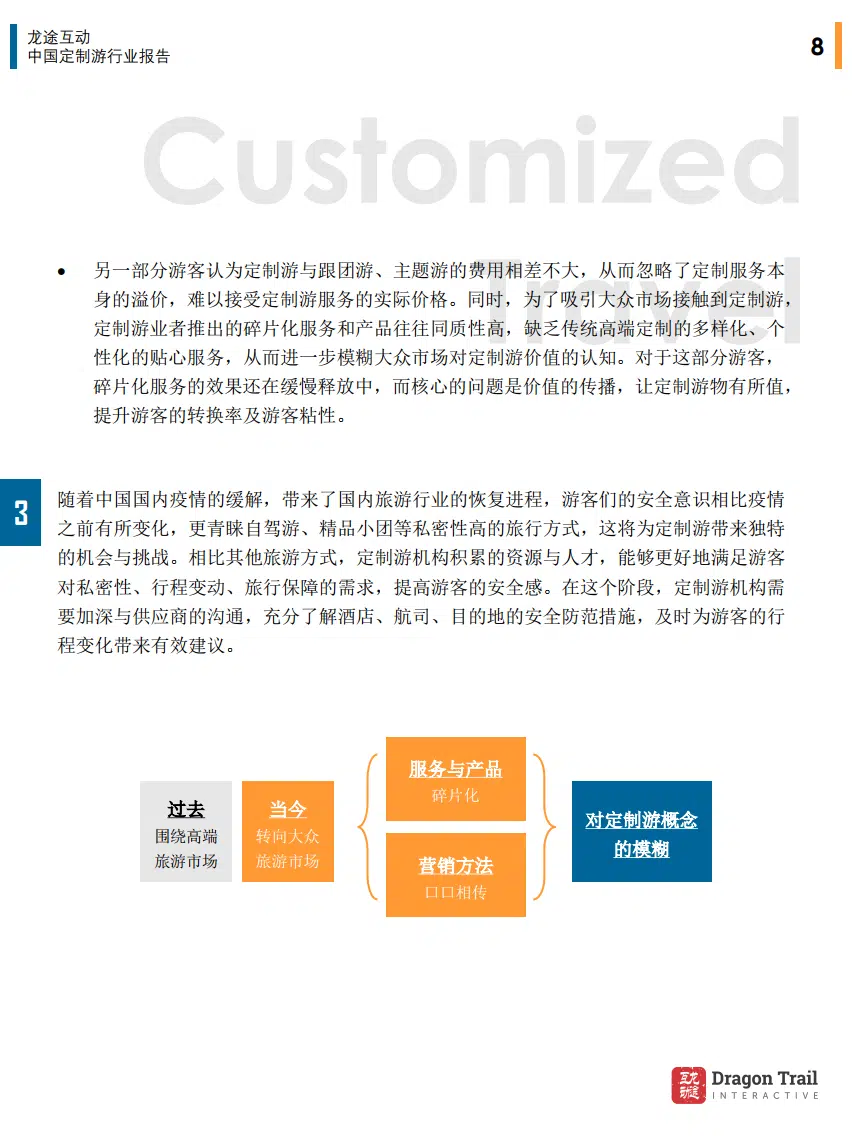 龙途互动
中国定制游行业报告
8
Customized
Travel
• 另一部分游客认为定制游与跟团游、主题游的费用相差不大，从而忽略了定制服务本
身的溢价，难以接受定制游服务的实际价格。同时，为了吸引大众市场接触到定制游，
定制游业者推出的碎片化服务和产品往往同质性高，缺乏传统高端定制的多样化、个
性化的贴心服务，从而进一步模糊大众市场对定制游价值的认知。对于这部分游客，
碎片化服务的效果还在缓慢释放中，而核心的问题是价值的传播，让定制游物有所值，
提升游客的转换率及游客粘性。
3
随着中国国内疫情的缓解，带来了国内旅游行业的恢复进程，游客们的安全意识相比疫情
之前有所变化，更青睐自驾游、精品小团等私密性高的旅行方式，这将为定制游带来独特
的机会与挑战。相比其他旅游方式，定制游机构积累的资源与人才，能够更好地满足游客
对私密性、行程变动、旅行保障的需求，提高游客的安全感。在这个阶段，定制游机构需
要加深与供应商的沟通，充分了解酒店、航司、目的地的安全防范措施，及时为游客的行
程变化带来有效建议。
过去
围绕高端
旅游市场
当今
转向大众
旅游市场
服务与产品
碎片化
营销方法
口口相传
对定制游概念
的模糊
龙途互动
Dragon Trail
INTERACTIVE